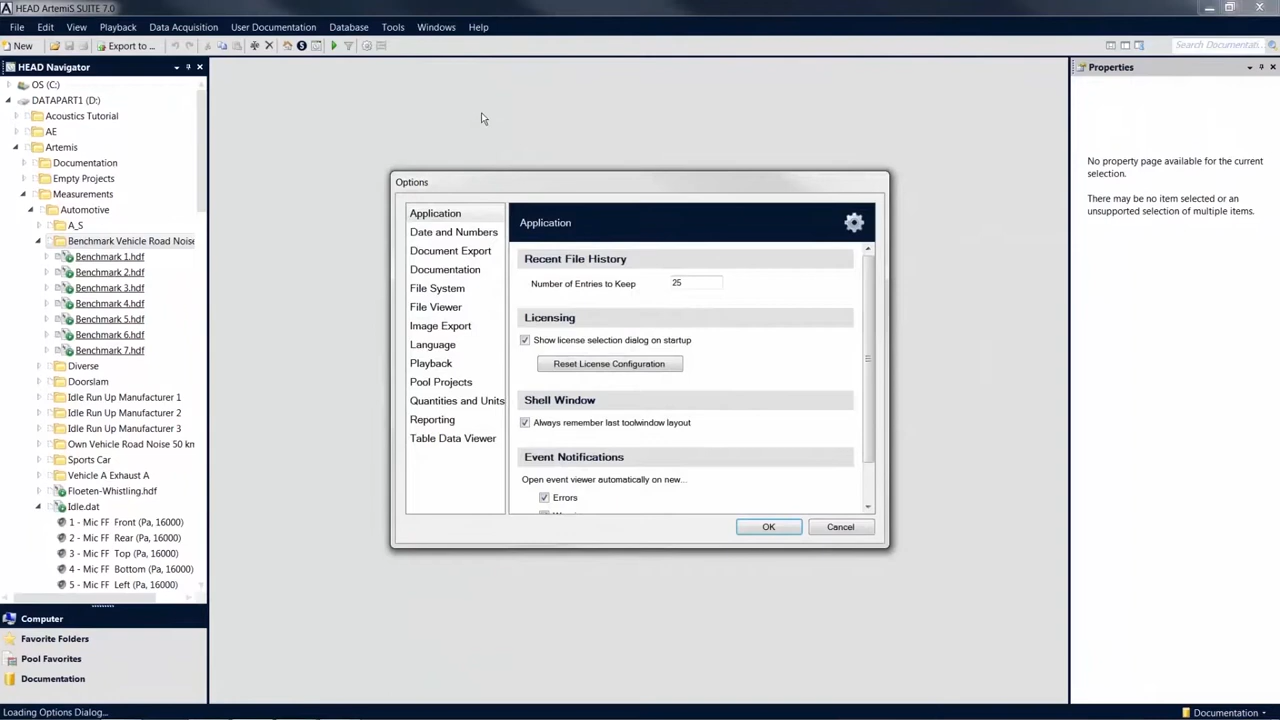 HEAD ArtemiS SUITE 7.0
File Edit View Playback Data Acquisition User Documentation Database Tools Windows Help
New Export to ... Search Documentati...
HEAD Navigator
OS (C:)
DATAPART1 (D:)
Acoustics Tutorial
AE
Artemis
Documentation
Empty Projects
Measurements
Automotive
A_S
Benchmark Vehicle Road Noise
Benchmark 1.hdf
Benchmark 2.hdf
Benchmark 3.hdf
Benchmark 4.hdf
Benchmark 5.hdf
Benchmark 6.hdf
Benchmark 7.hdf
Diverse
Doorslam
Idle Run Up Manufacturer 1
Idle Run Up Manufacturer 2
Idle Run Up Manufacturer 3
Own Vehicle Road Noise 50 km
Sports Car
Vehicle A Exhaust A
Floeten-Whistling.hdf
Idle.dat
1 - Mic FF Front (Pa, 16000)
2 - Mic FF Rear (Pa, 16000)
3 - Mic FF Top (Pa, 16000)
4 - Mic FF Bottom (Pa, 16000)
5 - Mic FF Left (Pa, 16000)
Computer
Favorite Folders
Pool Favorites
Documentation
Loading Options Dialog...
Options
Application
Date and Numbers
Document Export
Documentation
File System
File Viewer
Image Export
Language
Playback
Pool Projects
Quantities and Units
Reporting
Table Data Viewer
Application
Recent File History
Number of Entries to Keep 25
Licensing
Show license selection dialog on startup
Reset License Configuration
Shell Window
Always remember last toolwindow layout
Event Notifications
Open event viewer automatically on new...
Errors
OK Cancel
Properties
No property page available for the current
selection.
There may be no item selected or an
unsupported selection of multiple items.
Documentation